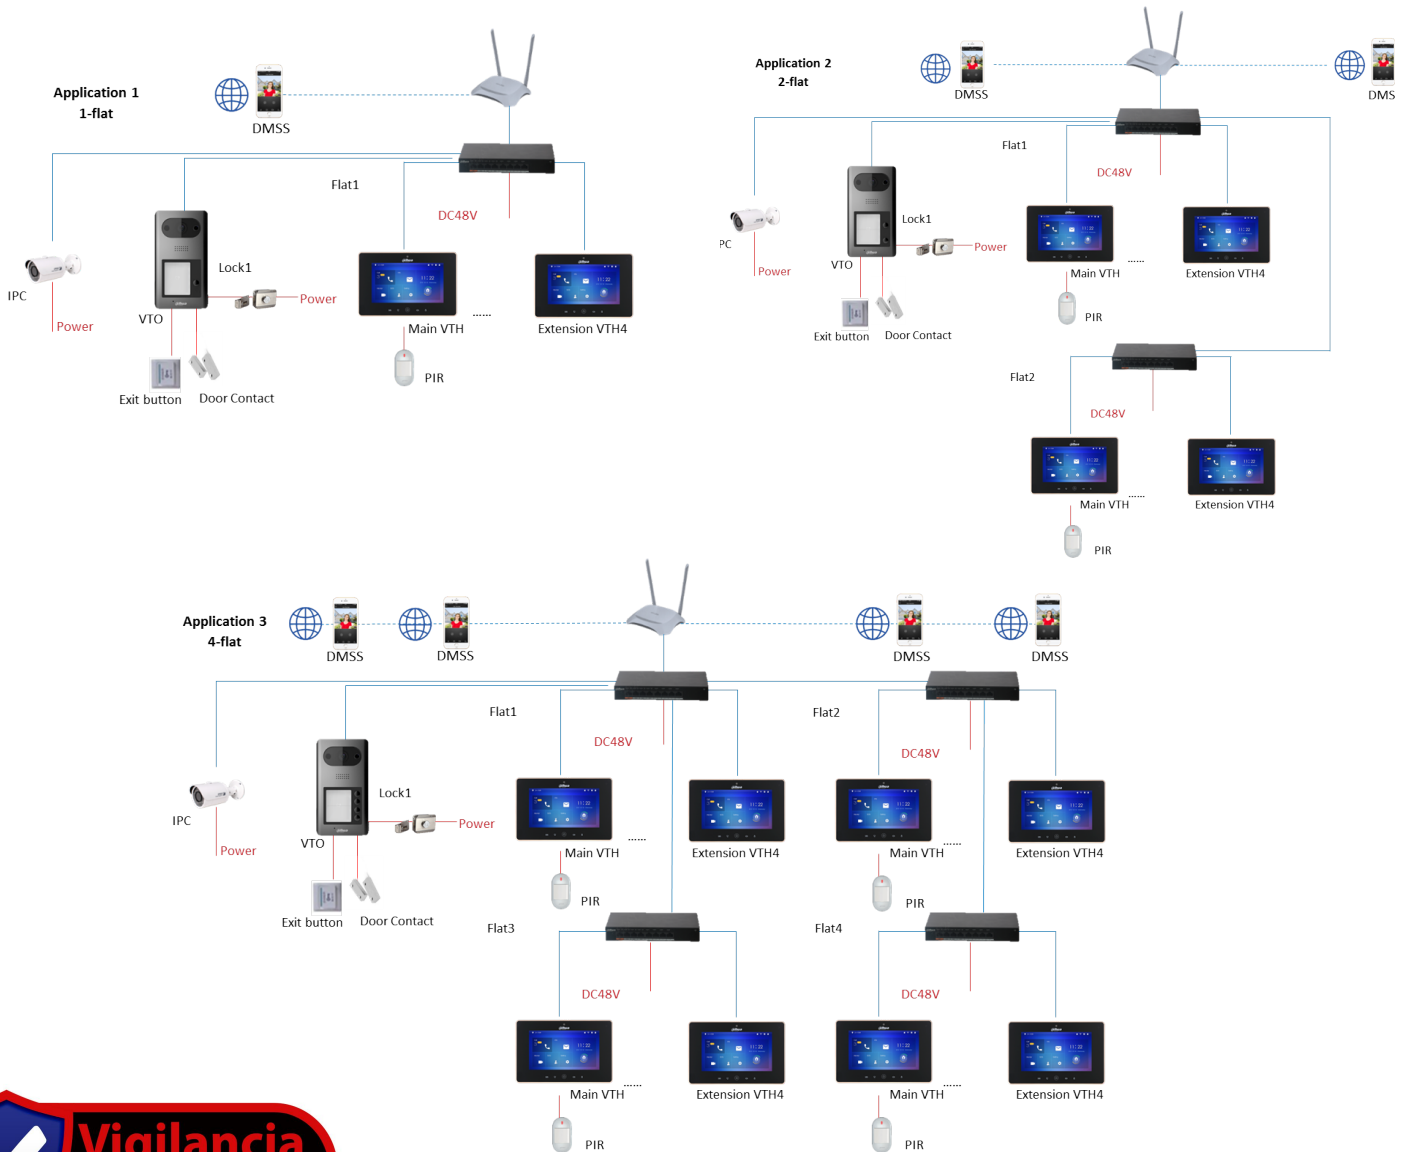 Application 1
1-flat
DMSS
Flat1
DC48V
IPC
Power
VTO
Lock1
Power
Exit button
Door Contact
Main VTH
......
Extension VTH4
PIR
Application 2
2-flat
DMSS
DMS
Flat1
DC48V
PC
Power
VTO
Lock1
Power
Exit button
Door Contact
Main VTH
......
Extension VTH4
PIR
Flat2
DC48V
Main VTH
......
Extension VTH4
PIR
Application 3
4-flat
DMSS
DMSS
DMSS
DMSS
Flat1
DC48V
Flat2
DC48V
IPC
Power
VTO
Lock1
Power
Exit button
Door Contact
Main VTH
......
Extension VTH4
PIR
Main VTH
......
Extension VTH4
PIR
Flat3
DC48V
Main VTH
......
Extension VTH4
PIR
Flat4
DC48V
Main VTH
......
Extension VTH4
PIR
Vigilancia